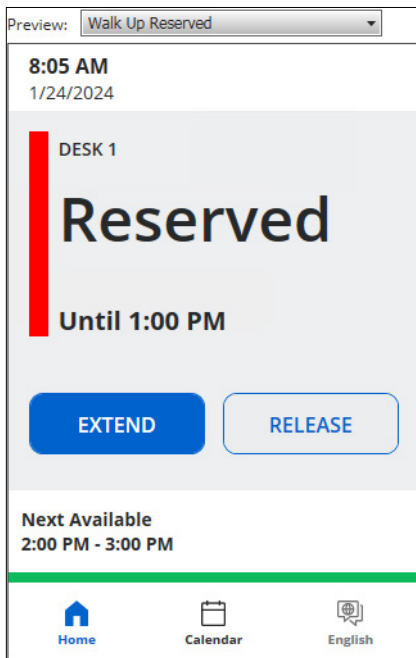 Preview: Walk Up Reserved
8:05 AM
1/24/2024
DESK 1
Reserved
Until 1:00 PM
EXTEND RELEASE
Next Available
2:00 PM - 3:00 PM
Home Calendar English